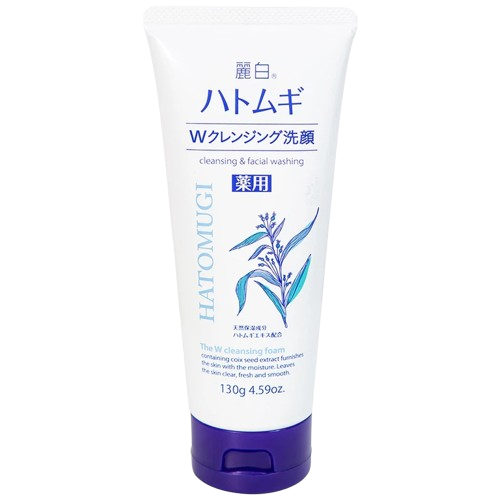 麗白®
ハトムギ
Wクレンジング洗顔
cleansing & facial washing
薬用
HATOMUGI
天然保湿成分
ハトムギエキス配合
The W cleansing foam
containing coix seed extract furnishes
the skin with the moisture. Leaves
the skin clear, fresh and smooth.
130g 4.59oz.